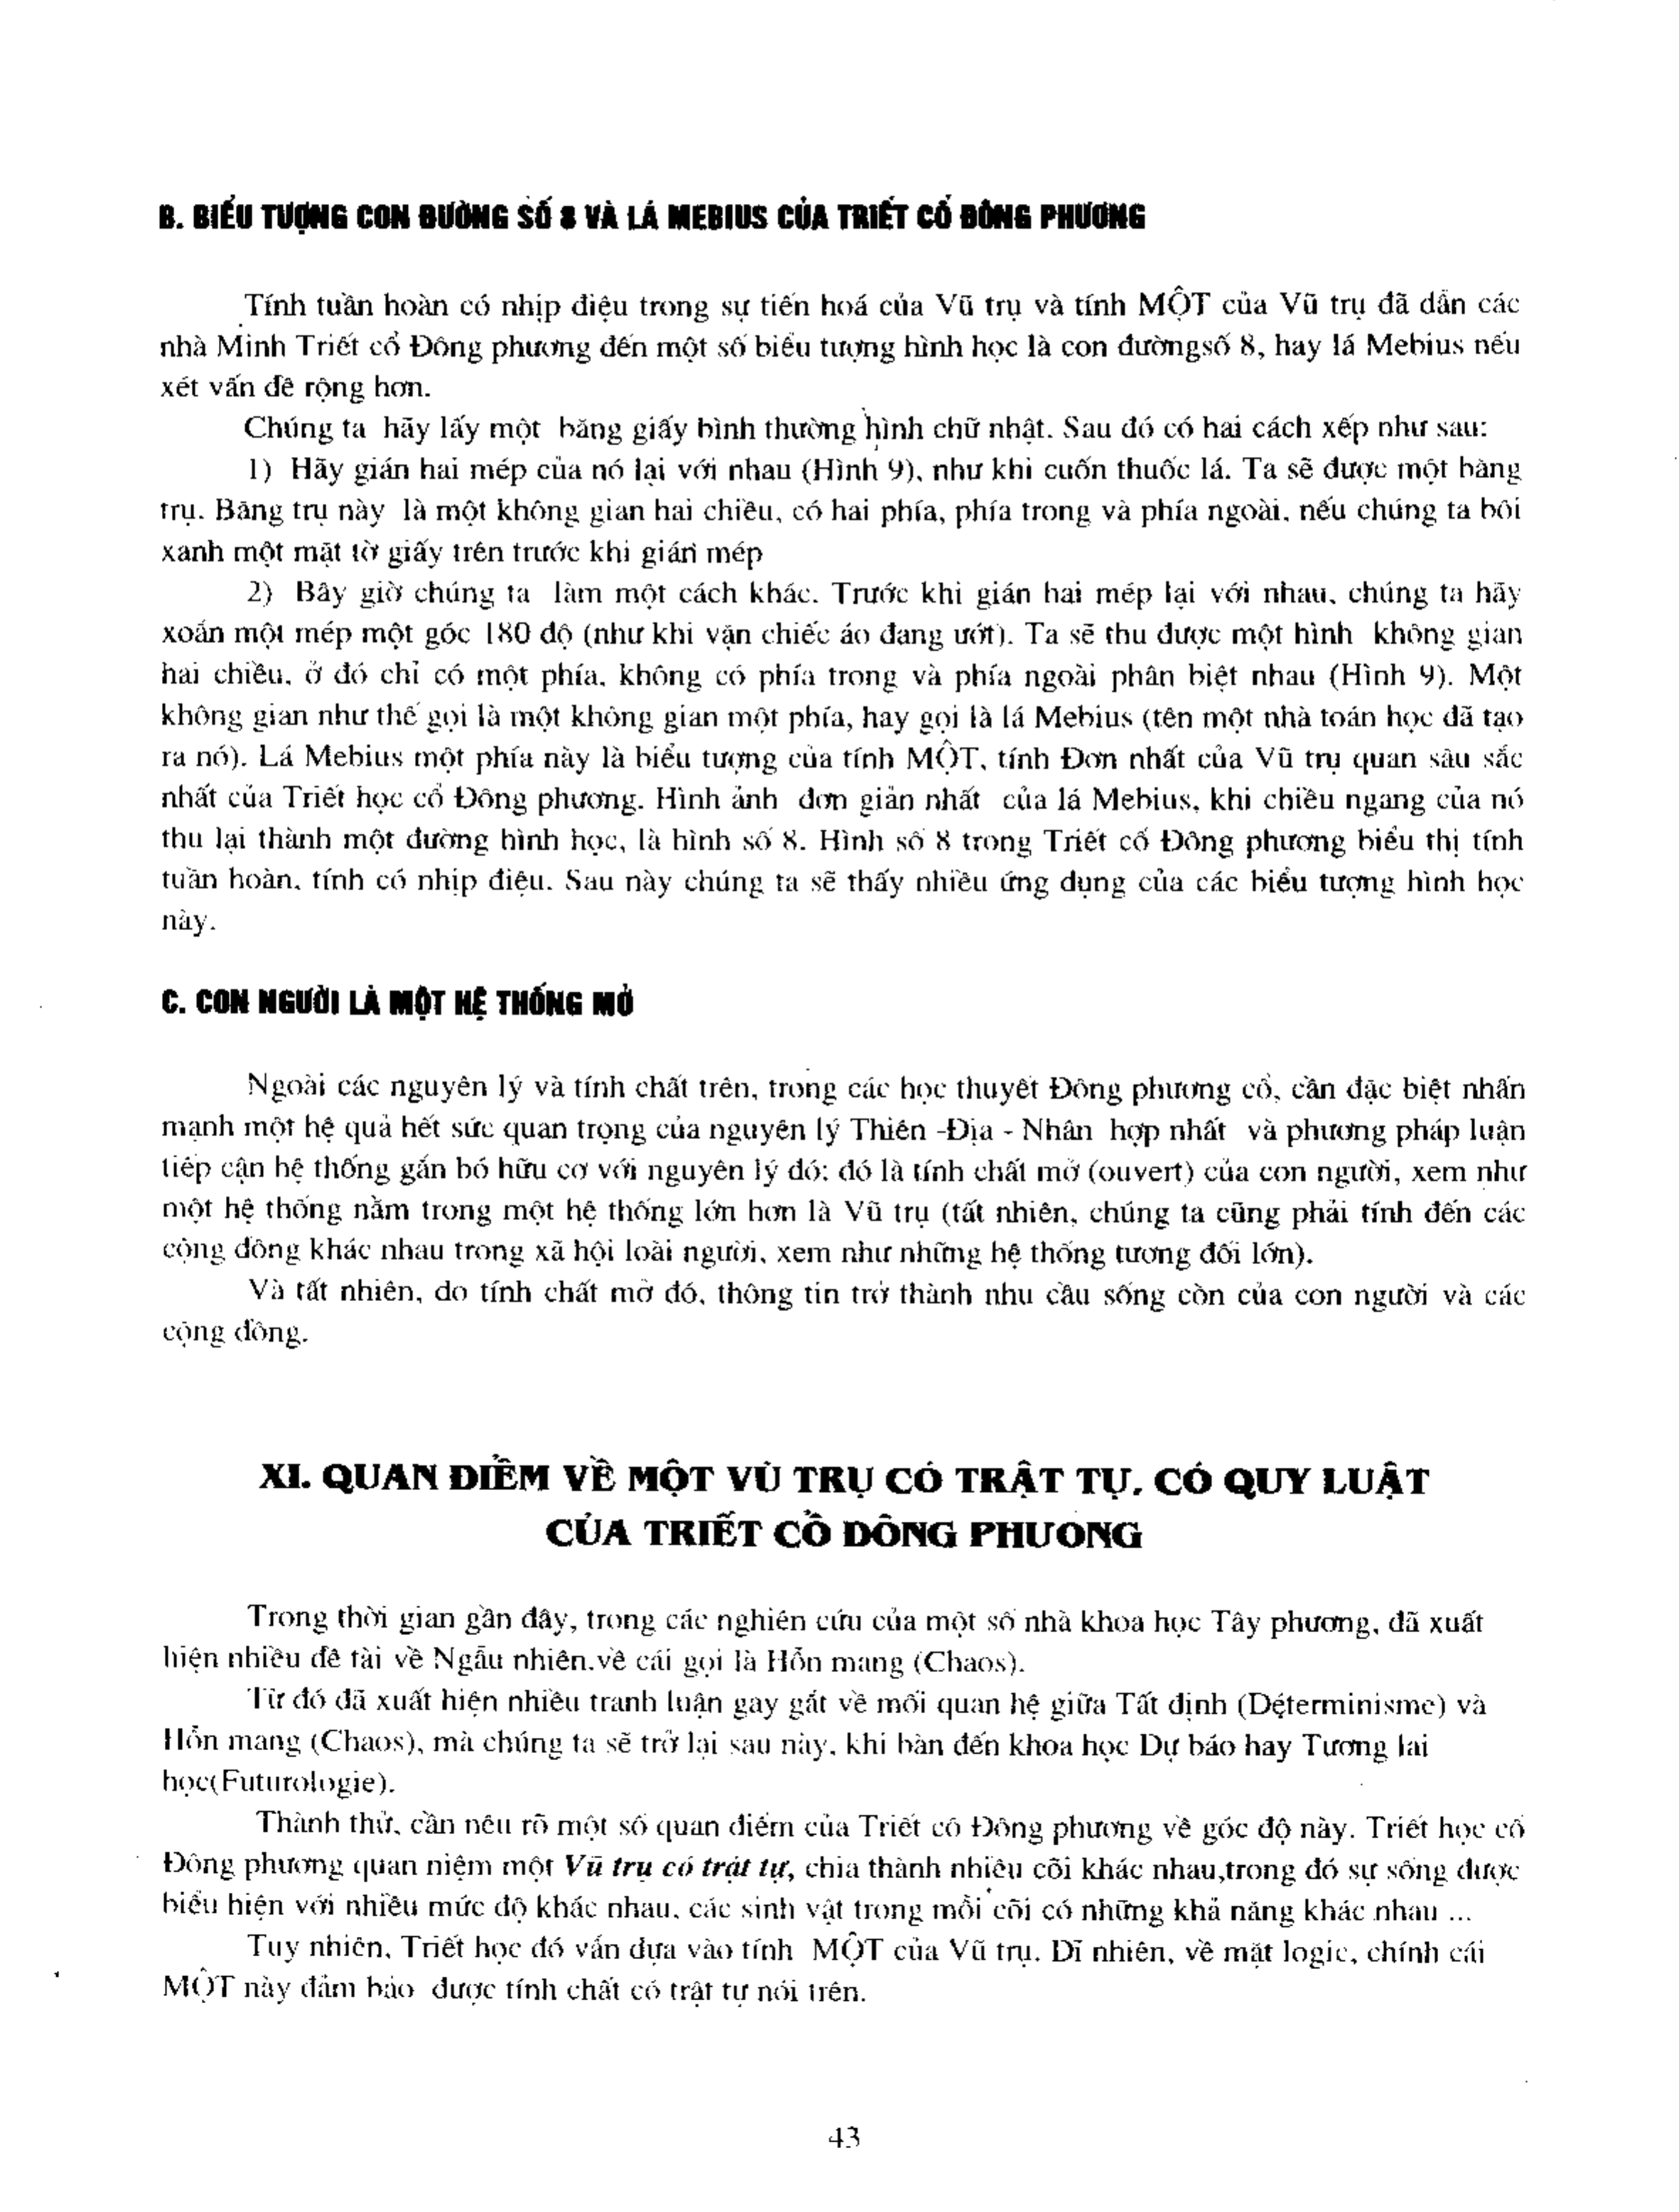 B. BIỂU TƯỢNG CON ĐƯỜNG SỐ 8 VÀ LÁ MEBIUS CỦA TRIẾT CỔ ĐÔNG PHƯƠNG
Tính tuần hoàn có nhịp điệu trong sự tiến hoá của Vũ trụ và tính MỘT của Vũ trụ đã dẫn các
nhà Minh Triết cổ Đông phương đến một số biểu tượng hình học là con đườngsố 8, hay lá Mebius nếu
xét vấn đề rộng hơn.
Chúng ta hãy lấy một băng giấy bình thường hình chữ nhật. Sau đó có hai cách xếp như sau:
1) Hãy gián hai mép của nó lại với nhau (Hình 9), như khi cuốn thuốc lá. Ta sẽ được một băng
trụ. Băng trụ này là một không gian hai chiều, có hai phía, phía trong và phía ngoài, nếu chúng ta bôi
xanh một mặt tờ giấy trên trước khi gián mép
2) Bây giờ chúng ta làm một cách khác. Trước khi gián hai mép lại với nhau, chúng ta hãy
xoắn một mép một góc 180 độ (như khi vặn chiếc áo đang ướt). Ta sẽ thu được một hình không gian
hai chiều, ở đó chỉ có một phía, không có phía trong và phía ngoài phân biệt nhau (Hình 9). Một
không gian như thế gọi là một không gian một phía, hay gọi là lá Mebius (tên một nhà toán học đã tạo
ra nó). Lá Mebius một phía này là biểu tượng của tính MỘT, tính Đơn nhất của Vũ trụ quan sâu sắc
nhất của Triết học cổ Đông phương. Hình ảnh đơn giản nhất của lá Mebius, khi chiều ngang của nó
thu lại thành một đường hình học, là hình số 8. Hình số 8 trong Triết cổ Đông phương biểu thị tính
tuần hoàn, tính có nhịp điệu. Sau này chúng ta sẽ thấy nhiều ứng dụng của các biểu tượng hình học
này.
C. CON NGƯỜI LÀ MỘT HỆ THỐNG MỞ
Ngoài các nguyên lý và tính chất trên, trong các học thuyết Đông phương cổ, cần đặc biệt nhấn
mạnh một hệ quả hết sức quan trọng của nguyên lý Thiên -Địa - Nhân hợp nhất và phương pháp luận
tiếp cận hệ thống gắn bó hữu cơ với nguyên lý đó: đó là tính chất mở (ouvert) của con người, xem như
một hệ thống nằm trong một hệ thống lớn hơn là Vũ trụ (tất nhiên, chúng ta cũng phải tính đến các
cộng đồng khác nhau trong xã hội loài người, xem như những hệ thống tương đối lớn).
Và tất nhiên, do tính chất mở đó, thông tin trở thành nhu cầu sống còn của con người và các
cộng đồng.
XI. QUAN ĐIỂM VỀ MỘT VŨ TRỤ CÓ TRẬT TỰ, CÓ QUY LUẬT
CỦA TRIẾT CỔ ĐÔNG PHƯƠNG
Trong thời gian gần đây, trong các nghiên cứu của một số nhà khoa học Tây phương, đã xuất
hiện nhiều đề tài về Ngẫu nhiên,về cái gọi là Hỗn mang (Chaos).
Từ đó đã xuất hiện nhiều tranh luận gay gắt về mối quan hệ giữa Tất định (Déterminisme) và
Hỗn mang (Chaos), mà chúng ta sẽ trở lại sau này, khi bàn đến khoa học Dự báo hay Tương lai
học(Futurologie).
Thành thử, cần nêu rõ một số quan điểm của Triết cổ Đông phương về góc độ này. Triết học cổ
Đông phương quan niệm một Vũ trụ có trật tự, chia thành nhiều cõi khác nhau,trong đó sự sống được
biểu hiện với nhiều mức độ khác nhau, các sinh vật trong mỗi cõi có những khả năng khác nhau ...
Tuy nhiên, Triết học đó vẫn dựa vào tính MỘT của Vũ trụ. Dĩ nhiên, về mặt logic, chính cái
MỘT này đảm bảo được tính chất có trật tự nói trên.
43